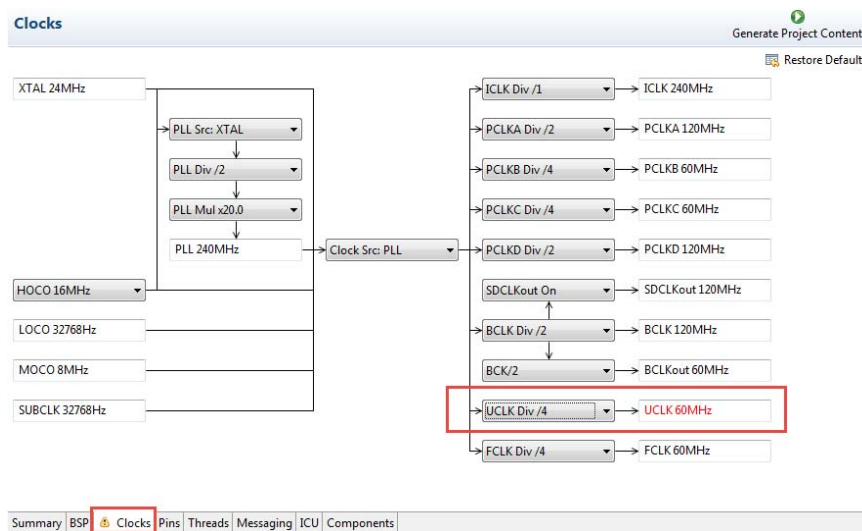 Clocks
Generate Project Content
Restore Default
XTAL 24MHz
PLL Src: XTAL
PLL Div /2
PLL Mul x20.0
PLL 240MHz
HOCO 16MHz
LOCO 32768Hz
MOCO 8MHz
SUBCLK 32768Hz
Clock Src: PLL
ICLK Div /1 ICLK 240MHz
PCLKA Div /2 PCLKA 120MHz
PCLKB Div /4 PCLKB 60MHz
PCLKC Div /4 PCLKC 60MHz
PCLKD Div /2 PCLKD 120MHz
SDCLKout On SDCLKout 120MHz
BCLK Div /2 BCLK 120MHz
BCK/2 BCLKout 60MHz
UCLK Div /4 UCLK 60MHz
FCLK Div /4 FCLK 60MHz
Summary BSP Clocks Pins Threads Messaging ICU Components